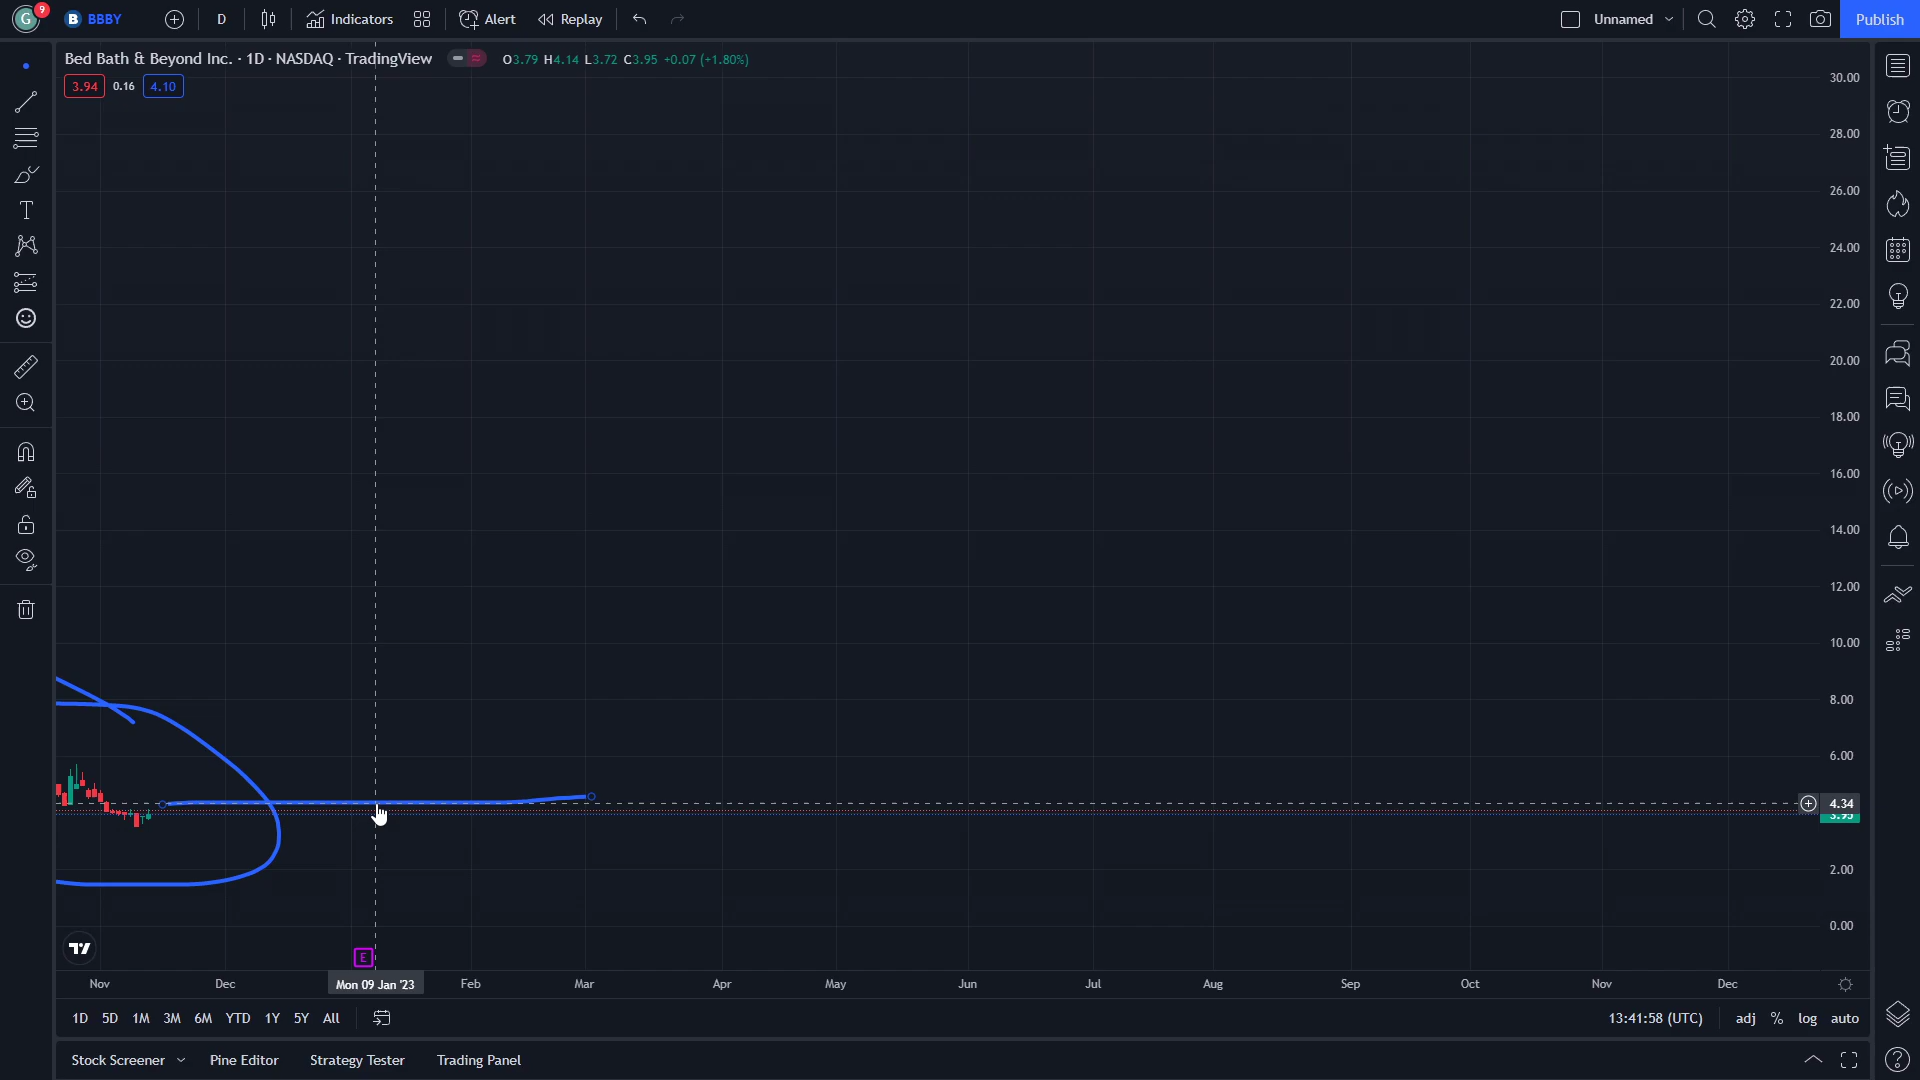 G 9 B BBBY D Indicators Alert Replay Unnamed Publish
Bed Bath & Beyond Inc. · 1D · NASDAQ · TradingView O3.79 H4.14 L3.72 C3.95 +0.07 (+1.80%)
3.94 0.16 4.10
30.00
28.00
26.00
24.00
22.00
20.00
18.00
16.00
14.00
12.00
10.00
8.00
6.00
4.34
3.95
2.00
0.00
E
Nov Dec Mon 09 Jan '23 Feb Mar Apr May Jun Jul Aug Sep Oct Nov Dec
1D 5D 1M 3M 6M YTD 1Y 5Y All 13:41:58 (UTC) adj % log auto
Stock Screener Pine Editor Strategy Tester Trading Panel